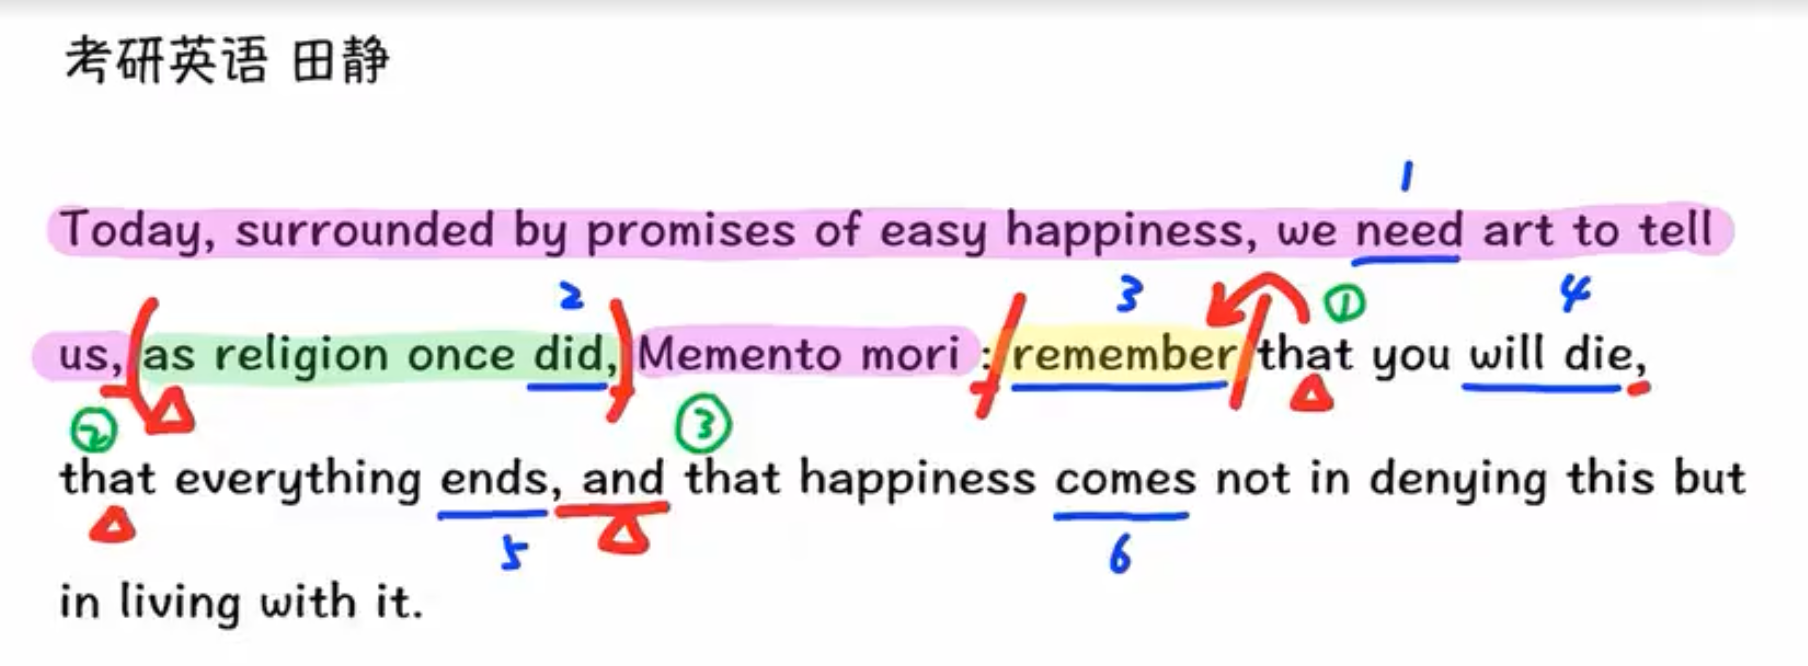 考研英语 田静
1
Today, surrounded by promises of easy happiness, we need art to tell
2 3 ① 4
us, as religion once did, Memento mori : remember that you will die,
② ③
that everything ends, and that happiness comes not in denying this but
5 6
in living with it.